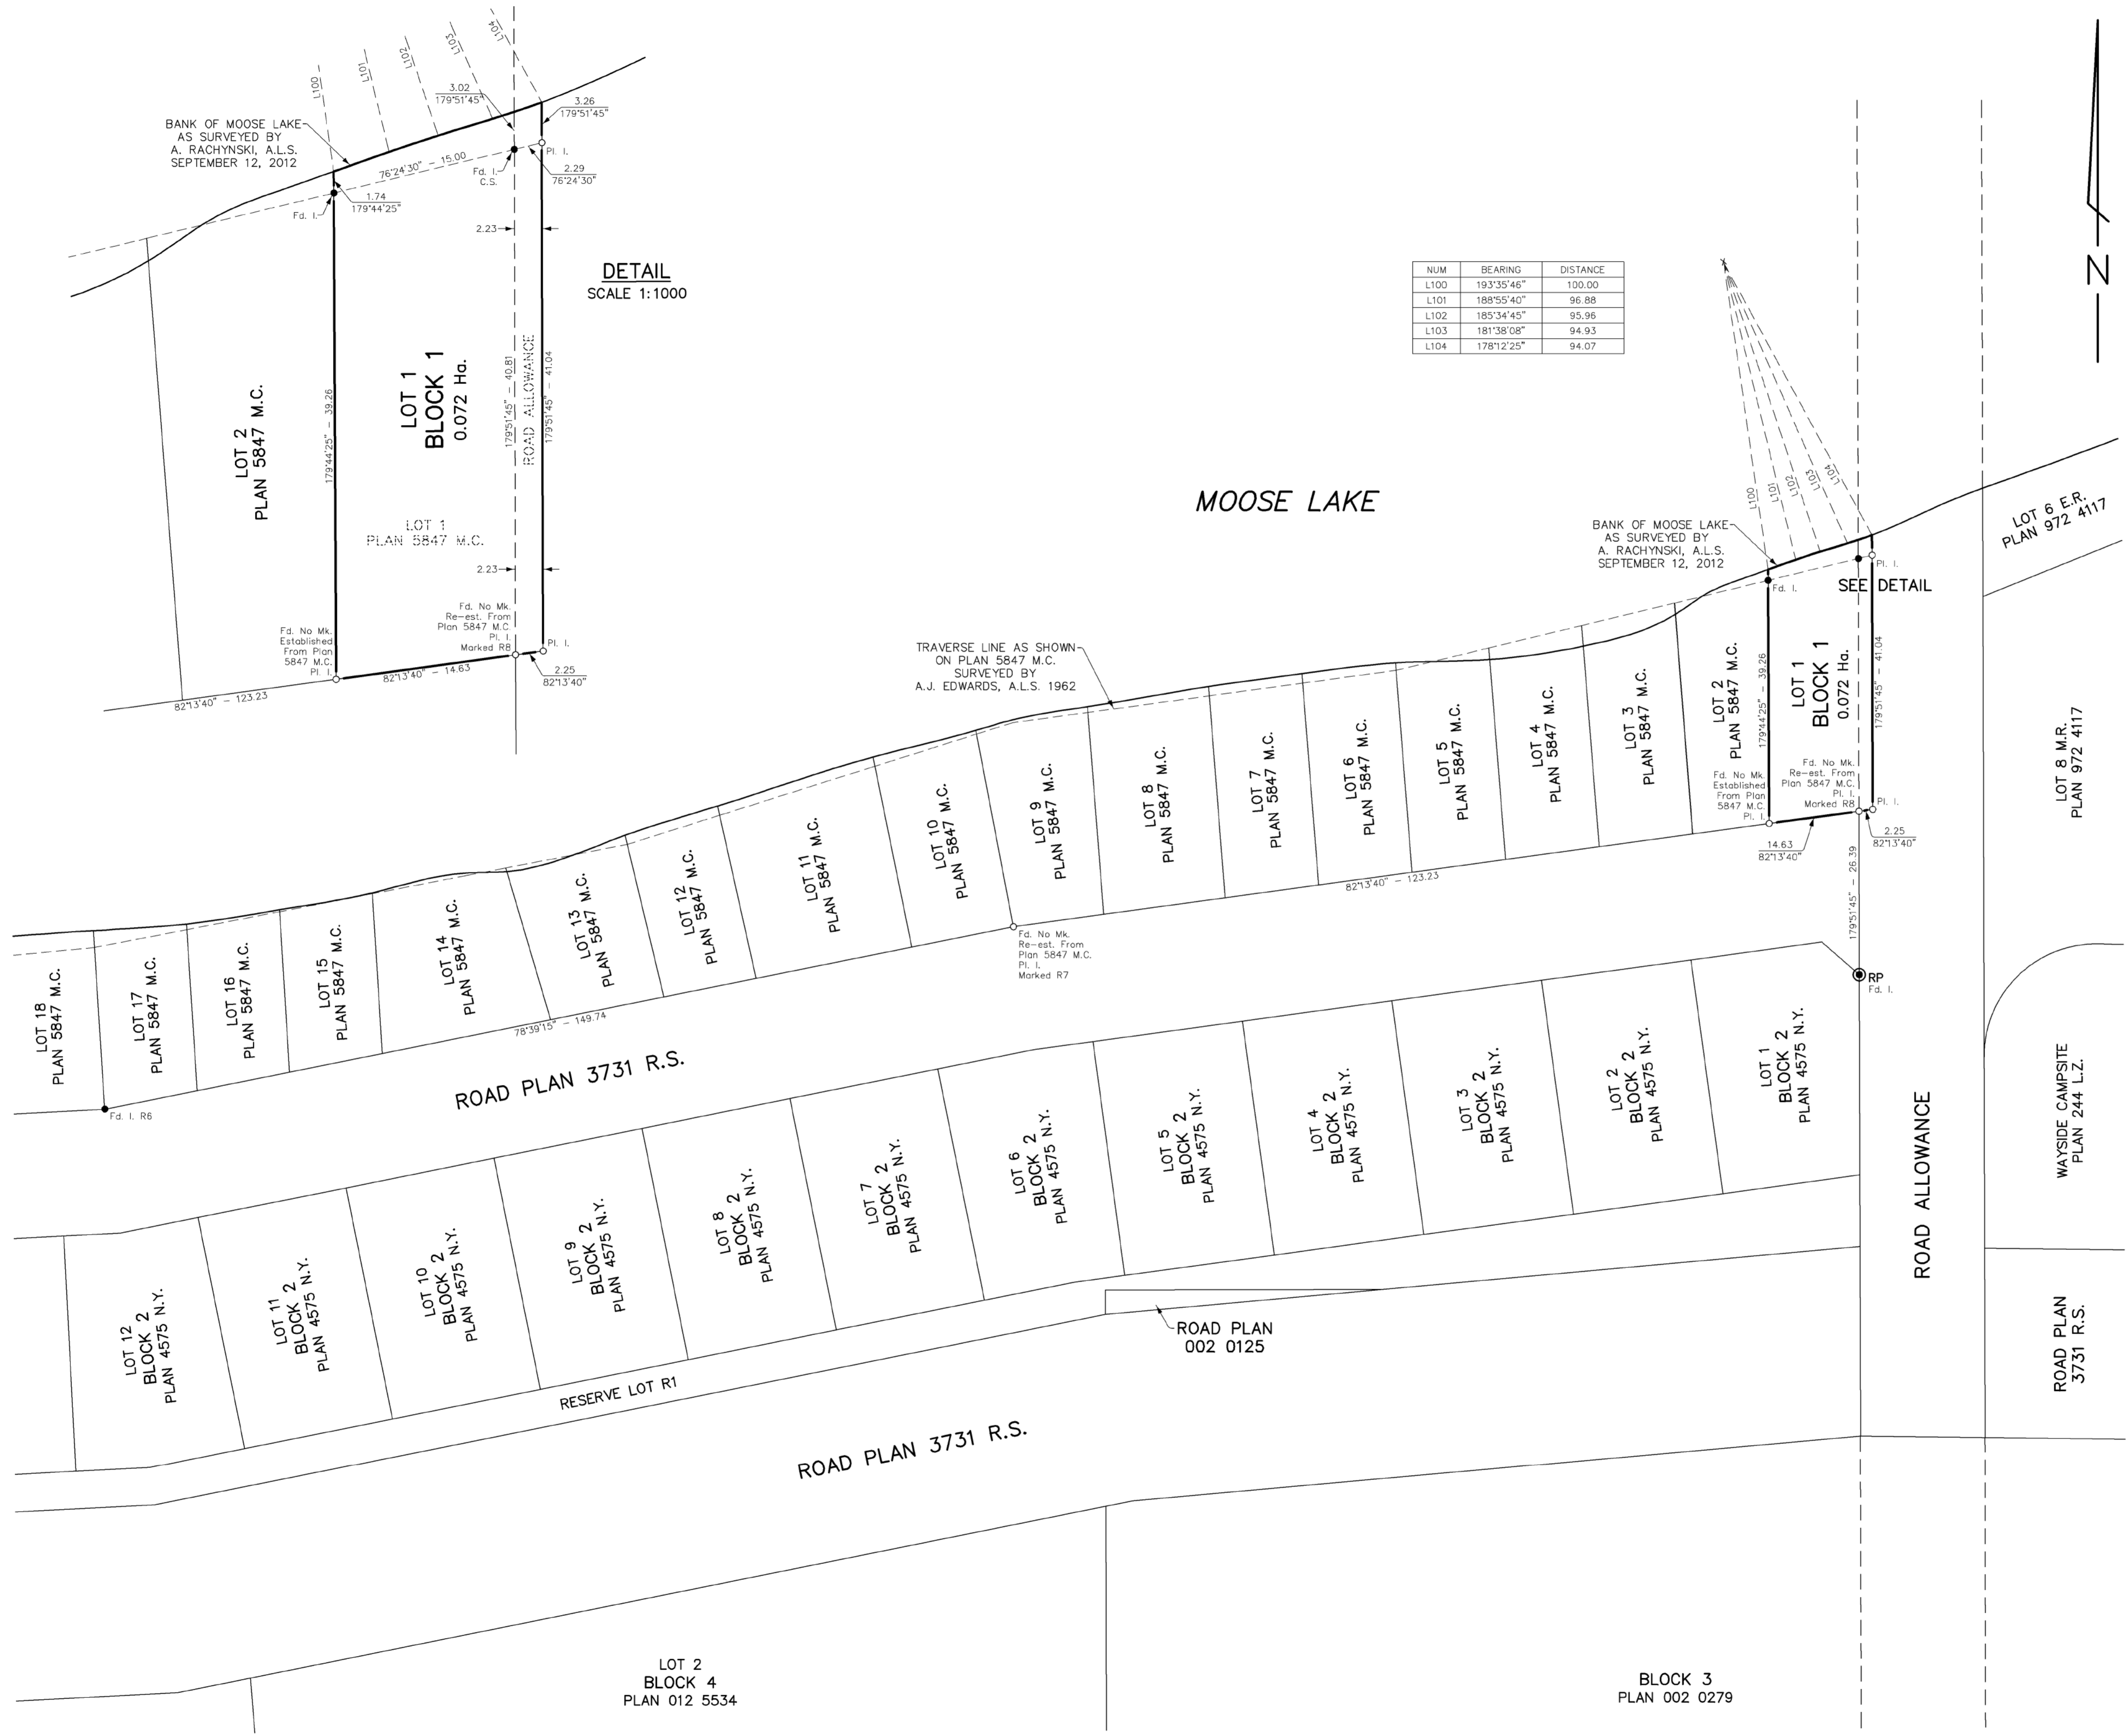 L100
L101
L102
L103
L104
3.02
179°51'45"
3.26
179°51'45"
BANK OF MOOSE LAKE
AS SURVEYED BY
A. RACHYNSKI, A.L.S.
SEPTEMBER 12, 2012
76°24'30" - 15.00
Fd. I.
C.S.
Pl. I.
2.29
76°24'30"
1.74
179°44'25"
Fd. I.
2.23
DETAIL
SCALE 1:1000
LOT 2
PLAN 5847 M.C.
179°44'25" - 39.26
LOT 1
BLOCK 1
0.072 Ha.
179°51'45" - 40.81
ROAD ALLOWANCE
179°51'45" - 41.04
LOT 1
PLAN 5847 M.C.
2.23
Fd. No Mk.
Re-est. From
Plan 5847 M.C.
Pl. I.
Marked R8
Pl. I.
Fd. No Mk.
Established
From Plan
5847 M.C.
Pl. I.
82°13'40" - 14.63
2.25
82°13'40"
82°13'40" - 123.23
NUM BEARING DISTANCE
L100 193°35'46" 100.00
L101 188°55'40" 96.88
L102 185°34'45" 95.96
L103 181°38'08" 94.93
L104 178°12'25" 94.07
N
MOOSE LAKE
L100
L101
L102
L103
L104
BANK OF MOOSE LAKE
AS SURVEYED BY
A. RACHYNSKI, A.L.S.
SEPTEMBER 12, 2012
LOT 6 E.R.
PLAN 972 4117
Fd. I.
Pl. I.
SEE DETAIL
TRAVERSE LINE AS SHOWN
ON PLAN 5847 M.C.
SURVEYED BY
A.J. EDWARDS, A.L.S. 1962
LOT 18
PLAN 5847 M.C.
LOT 17
PLAN 5847 M.C.
LOT 16
PLAN 5847 M.C.
LOT 15
PLAN 5847 M.C.
LOT 14
PLAN 5847 M.C.
LOT 13
PLAN 5847 M.C.
LOT 12
PLAN 5847 M.C.
LOT 11
PLAN 5847 M.C.
LOT 10
PLAN 5847 M.C.
LOT 9
PLAN 5847 M.C.
LOT 8
PLAN 5847 M.C.
LOT 7
PLAN 5847 M.C.
LOT 6
PLAN 5847 M.C.
LOT 5
PLAN 5847 M.C.
LOT 4
PLAN 5847 M.C.
LOT 3
PLAN 5847 M.C.
LOT 2
PLAN 5847 M.C.
179°44'25" - 39.26
LOT 1
BLOCK 1
0.072 Ha.
179°51'45" - 41.04
Fd. No Mk.
Established
From Plan
5847 M.C.
Pl. I.
Fd. No Mk.
Re-est. From
Plan 5847 M.C.
Pl. I.
Marked R8
Pl. I.
14.63
82°13'40"
2.25
82°13'40"
LOT 8 M.R.
PLAN 972 4117
82°13'40" - 123.23
179°51'45" - 26.39
Fd. No Mk.
Re-est. From
Plan 5847 M.C.
Pl. I.
Marked R7
RP
Fd. I.
78°39'15" - 149.74
Fd. I. R6
ROAD PLAN 3731 R.S.
LOT 12
BLOCK 2
PLAN 4575 N.Y.
LOT 11
BLOCK 2
PLAN 4575 N.Y.
LOT 10
BLOCK 2
PLAN 4575 N.Y.
LOT 9
BLOCK 2
PLAN 4575 N.Y.
LOT 8
BLOCK 2
PLAN 4575 N.Y.
LOT 7
BLOCK 2
PLAN 4575 N.Y.
LOT 6
BLOCK 2
PLAN 4575 N.Y.
LOT 5
BLOCK 2
PLAN 4575 N.Y.
LOT 4
BLOCK 2
PLAN 4575 N.Y.
LOT 3
BLOCK 2
PLAN 4575 N.Y.
LOT 2
BLOCK 2
PLAN 4575 N.Y.
LOT 1
BLOCK 2
PLAN 4575 N.Y.
ROAD ALLOWANCE
WAYSIDE CAMPSITE
PLAN 244 L.Z.
ROAD PLAN
3731 R.S.
ROAD PLAN
002 0125
RESERVE LOT R1
ROAD PLAN 3731 R.S.
LOT 2
BLOCK 4
PLAN 012 5534
BLOCK 3
PLAN 002 0279